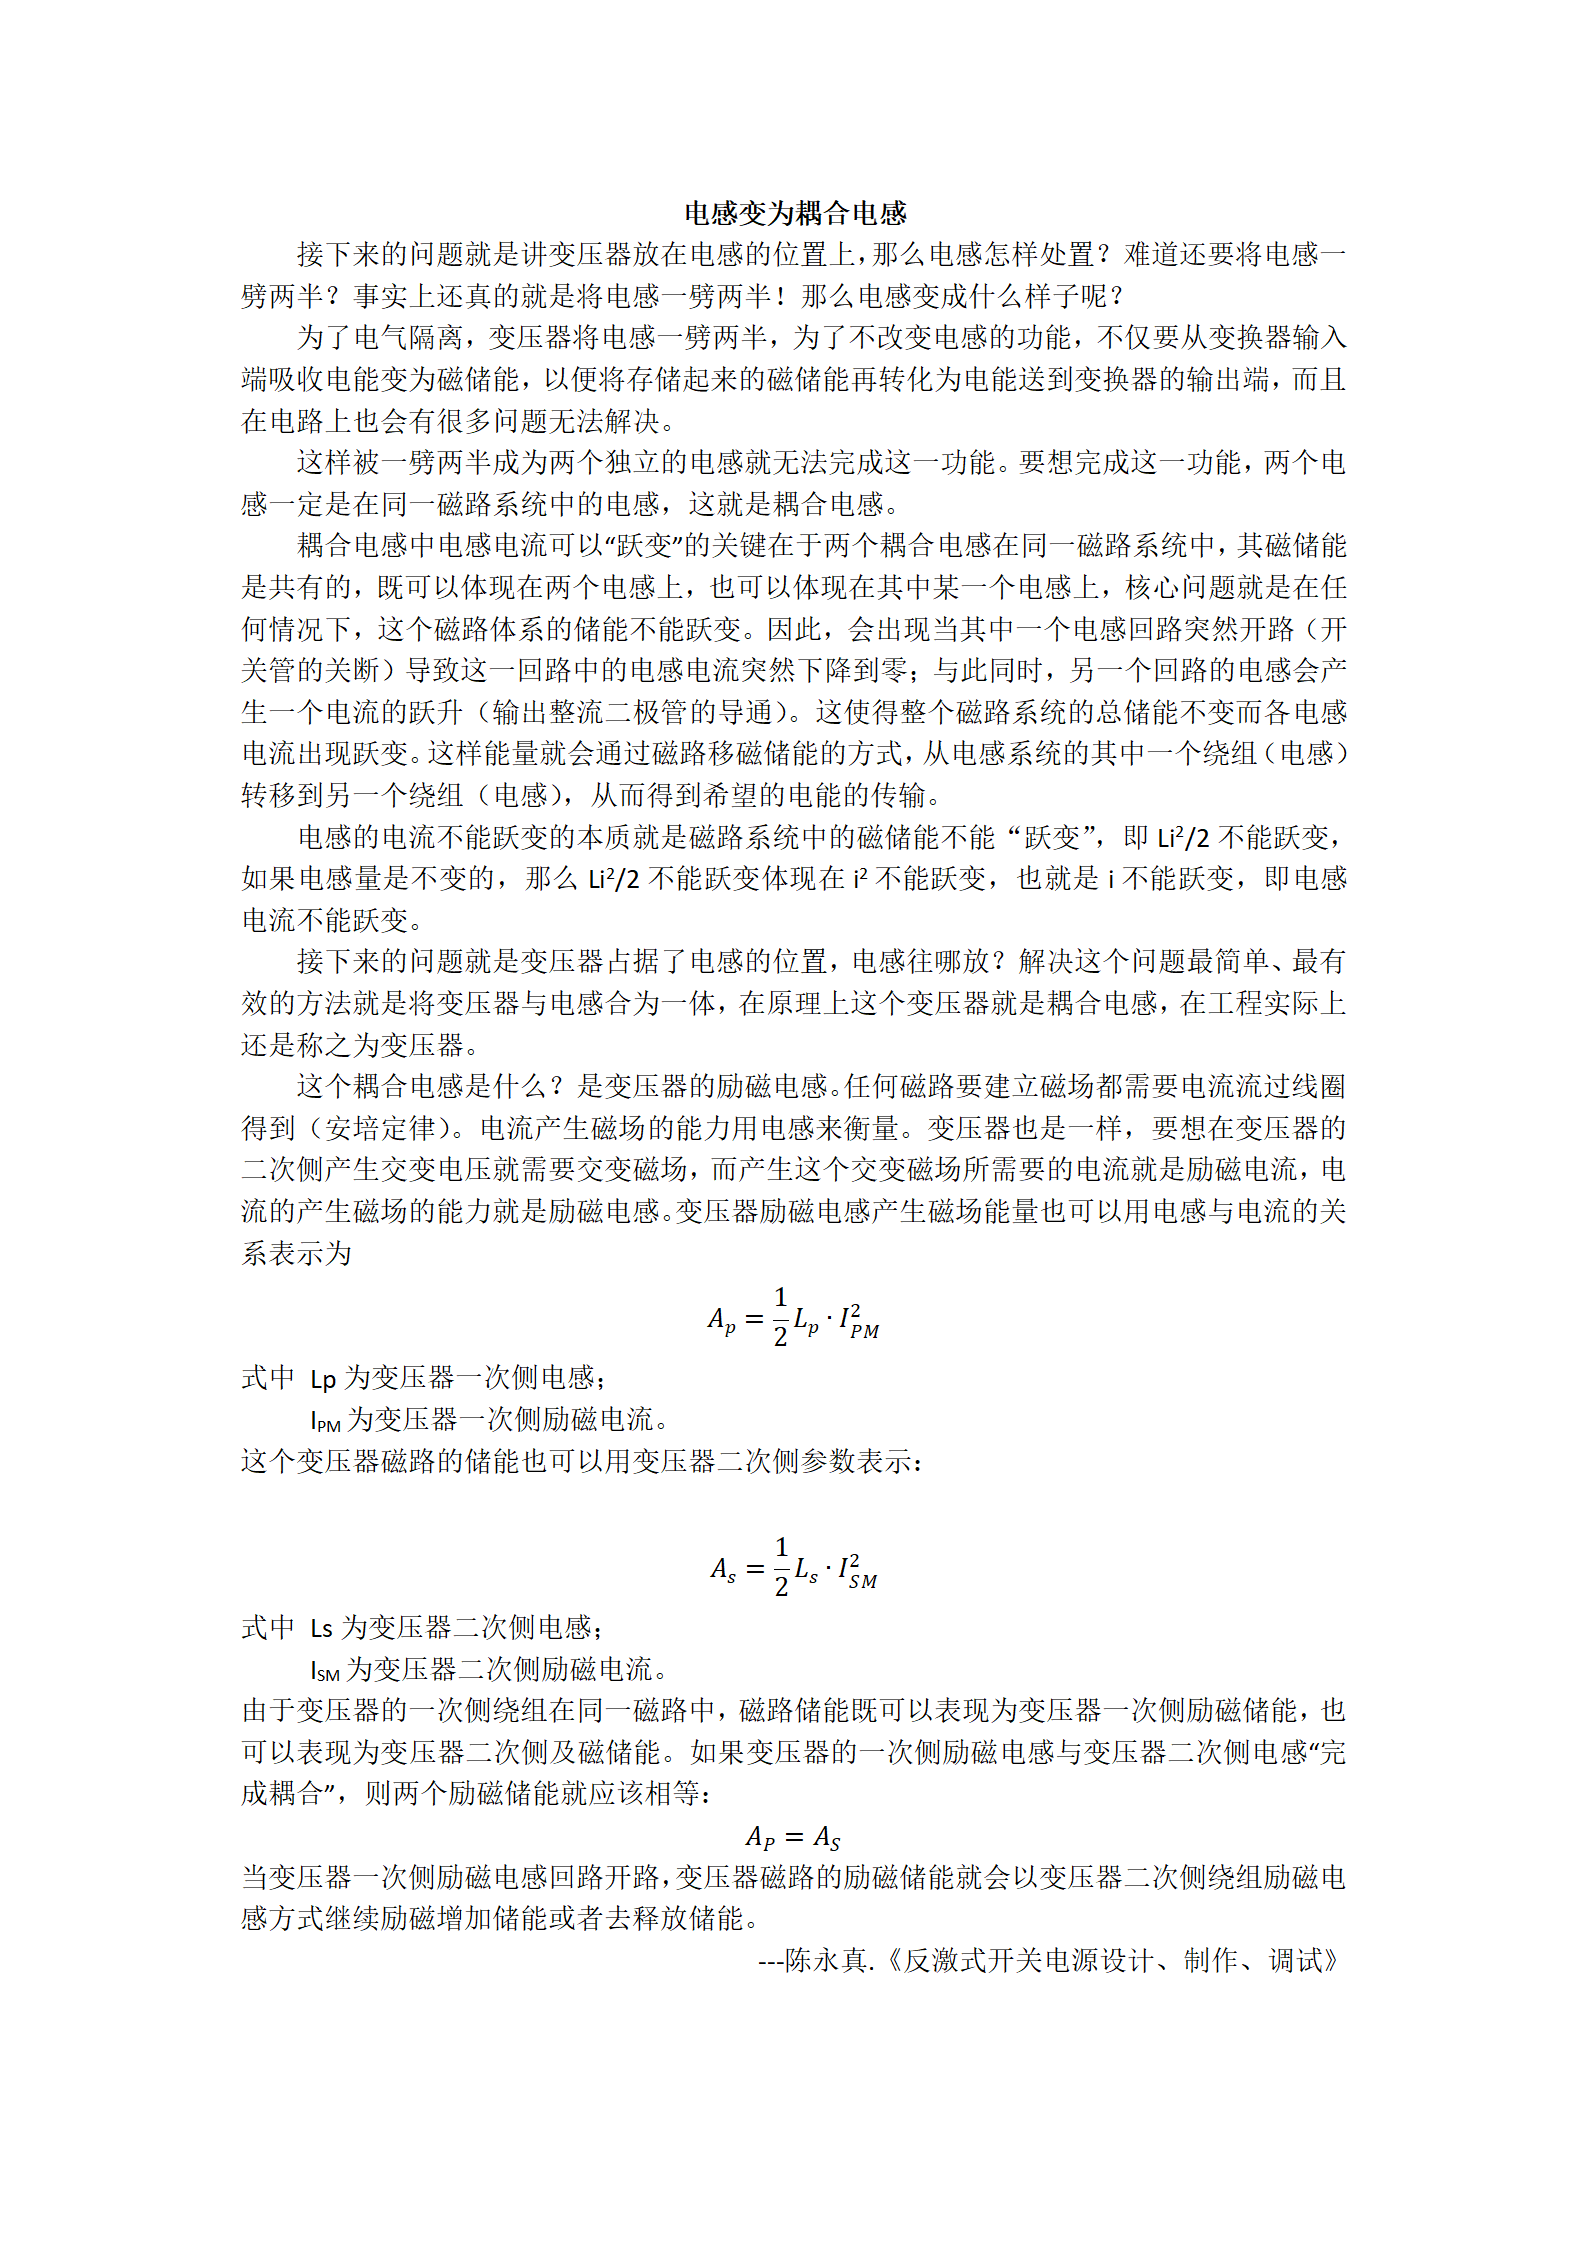 电感变为耦合电感
接下来的问题就是讲变压器放在电感的位置上，那么电感怎样处置？难道还要将电感一
劈两半？事实上还真的就是将电感一劈两半！那么电感变成什么样子呢？
为了电气隔离，变压器将电感一劈两半，为了不改变电感的功能，不仅要从变换器输入
端吸收电能变为磁储能，以便将存储起来的磁储能再转化为电能送到变换器的输出端，而且
在电路上也会有很多问题无法解决。
这样被一劈两半成为两个独立的电感就无法完成这一功能。要想完成这一功能，两个电
感一定是在同一磁路系统中的电感，这就是耦合电感。
耦合电感中电感电流可以“跃变”的关键在于两个耦合电感在同一磁路系统中，其磁储能
是共有的，既可以体现在两个电感上，也可以体现在其中某一个电感上，核心问题就是在任
何情况下，这个磁路体系的储能不能跃变。因此，会出现当其中一个电感回路突然开路（开
关管的关断）导致这一回路中的电感电流突然下降到零；与此同时，另一个回路的电感会产
生一个电流的跃升（输出整流二极管的导通）。这使得整个磁路系统的总储能不变而各电感
电流出现跃变。这样能量就会通过磁路移磁储能的方式，从电感系统的其中一个绕组（电感）
转移到另一个绕组（电感），从而得到希望的电能的传输。
电感的电流不能跃变的本质就是磁路系统中的磁储能不能“跃变”，即 Li²/2 不能跃变，
如果电感量是不变的，那么 Li²/2 不能跃变体现在 i² 不能跃变，也就是 i 不能跃变，即电感
电流不能跃变。
接下来的问题就是变压器占据了电感的位置，电感往哪放？解决这个问题最简单、最有
效的方法就是将变压器与电感合为一体，在原理上这个变压器就是耦合电感，在工程实际上
还是称之为变压器。
这个耦合电感是什么？是变压器的励磁电感。任何磁路要建立磁场都需要电流流过线圈
得到（安培定律）。电流产生磁场的能力用电感来衡量。变压器也是一样，要想在变压器的
二次侧产生交变电压就需要交变磁场，而产生这个交变磁场所需要的电流就是励磁电流，电
流的产生磁场的能力就是励磁电感。变压器励磁电感产生磁场能量也可以用电感与电流的关
系表示为
$A_p = \frac{1}{2} L_p \cdot I_{PM}^2$
式中 Lp 为变压器一次侧电感；
I_PM 为变压器一次侧励磁电流。
这个变压器磁路的储能也可以用变压器二次侧参数表示：
$A_s = \frac{1}{2} L_s \cdot I_{SM}^2$
式中 Ls 为变压器二次侧电感；
I_SM 为变压器二次侧励磁电流。
由于变压器的一次侧绕组在同一磁路中，磁路储能既可以表现为变压器一次侧励磁储能，也
可以表现为变压器二次侧及磁储能。如果变压器的一次侧励磁电感与变压器二次侧电感“完
成耦合”，则两个励磁储能就应该相等：
$A_P = A_S$
当变压器一次侧励磁电感回路开路，变压器磁路的励磁储能就会以变压器二次侧绕组励磁电
感方式继续励磁增加储能或者去释放储能。
---陈永真.《反激式开关电源设计、制作、调试》